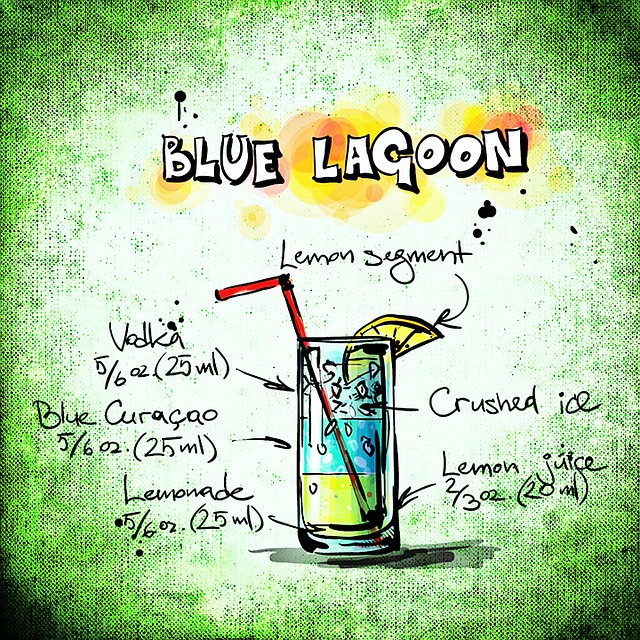 BLUE LAGOON
Lemon segment
Vodka
5/6 oz. (25 ml)
Blue Curaçao
5/6 oz. (25 ml)
Lemonade
5/6 oz. (25 ml)
Crushed ice
Lemon juice
2/3 oz. (20 ml)